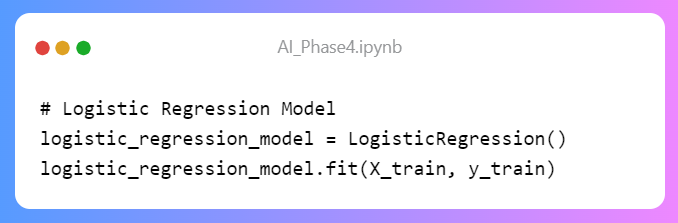 AI_Phase4.ipynb
# Logistic Regression Model
logistic_regression_model = LogisticRegression()
logistic_regression_model.fit(X_train, y_train)